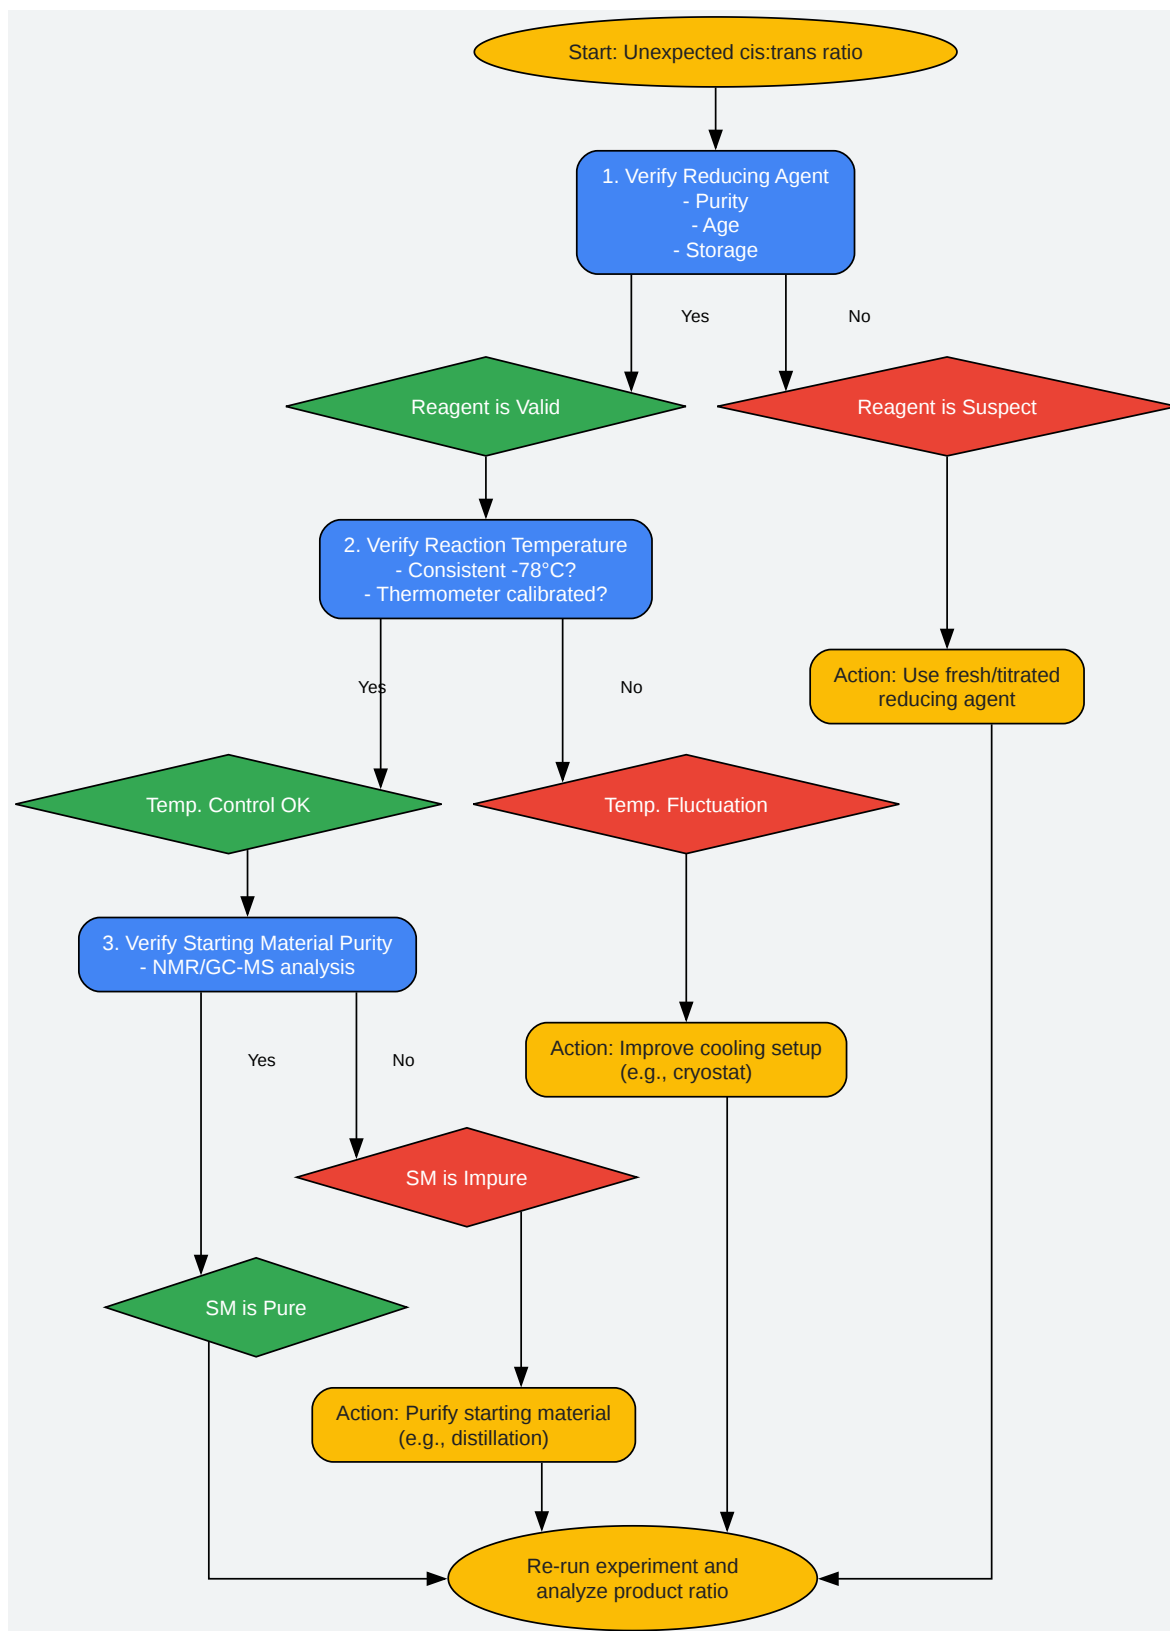 Start: Unexpected cis:trans ratio
1. Verify Reducing Agent
- Purity
- Age
- Storage
Yes
No
Reagent is Valid
Reagent is Suspect
2. Verify Reaction Temperature
- Consistent -78°C?
- Thermometer calibrated?
Action: Use fresh/titrated
reducing agent
Yes
No
Temp. Control OK
Temp. Fluctuation
3. Verify Starting Material Purity
- NMR/GC-MS analysis
Action: Improve cooling setup
(e.g., cryostat)
Yes
No
SM is Impure
SM is Pure
Action: Purify starting material
(e.g., distillation)
Re-run experiment and
analyze product ratio